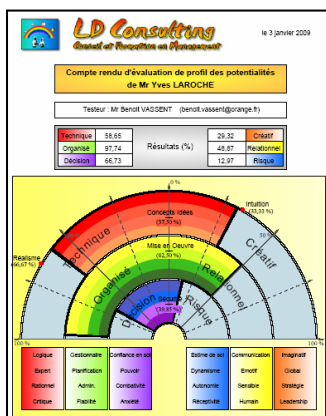 LD Consulting
Conseil et Formation en Management
le 3 janvier 2009
Compte rendu d'évaluation de profil des potentialités
de Mr Yves LAROCHE
Testeur : Mr Benoit VASSENT (benoit.vassent@orange.fr)
Technique 58,65
Organisé 97,74
Décision 66,73
Résultats (%)
29,32 Créatif
48,87 Relationnel
12,97 Risque
0 %
Intuition
(33,33 %)
Réalisme
(66,67 %)
Concepts Idées
Mise en Oeuvre
Technique
Créatif
Organisé
Relationnel
Décision
Risque
100 %
100 %
Logique
Expert
Rationnel
Critique
Gestionnaire
Planification
Admin.
Fiabilité
Confiance en soi
Pouvoir
Combativité
Anxiété
Estime de soi
Dynamisme
Autonomie
Réceptivité
Communication
Emotif
Sensible
Humain
Imaginatif
Global
Stratégie
Leadership